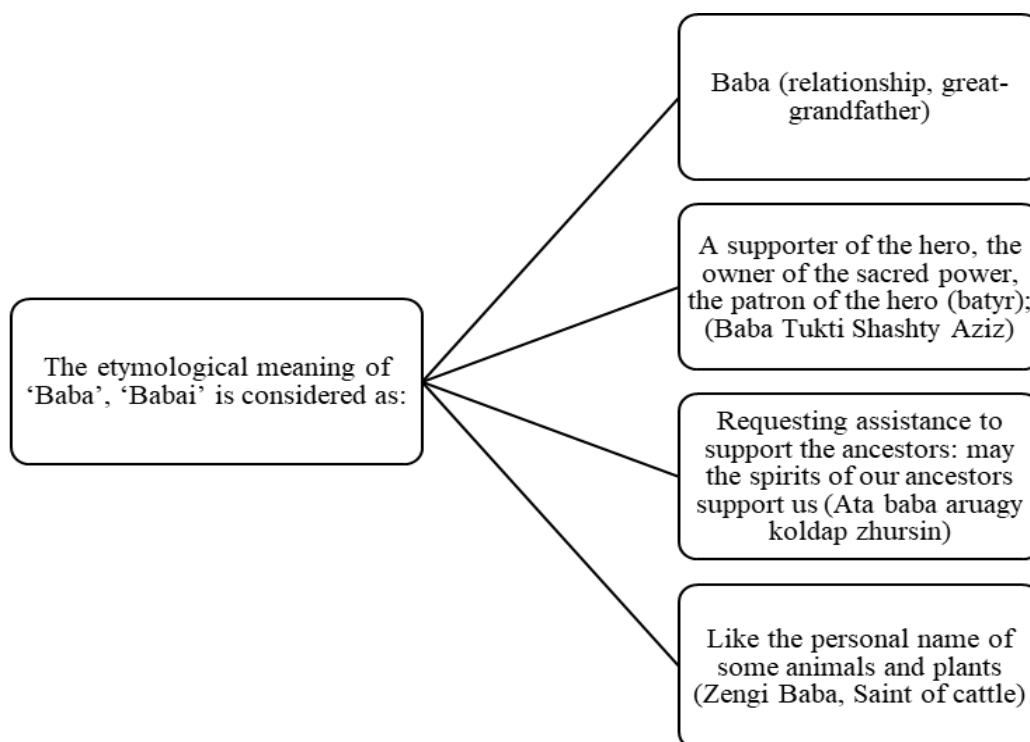 The etymological meaning of
‘Baba’, ‘Babai’ is considered as:
Baba (relationship, great-
grandfather)
A supporter of the hero, the
owner of the sacred power,
the patron of the hero (batyr);
(Baba Tukti Shashty Aziz)
Requesting assistance to
support the ancestors: may
the spirits of our ancestors
support us (Ata baba aruagy
koldap zhursin)
Like the personal name of
some animals and plants
(Zengi Baba, Saint of cattle)